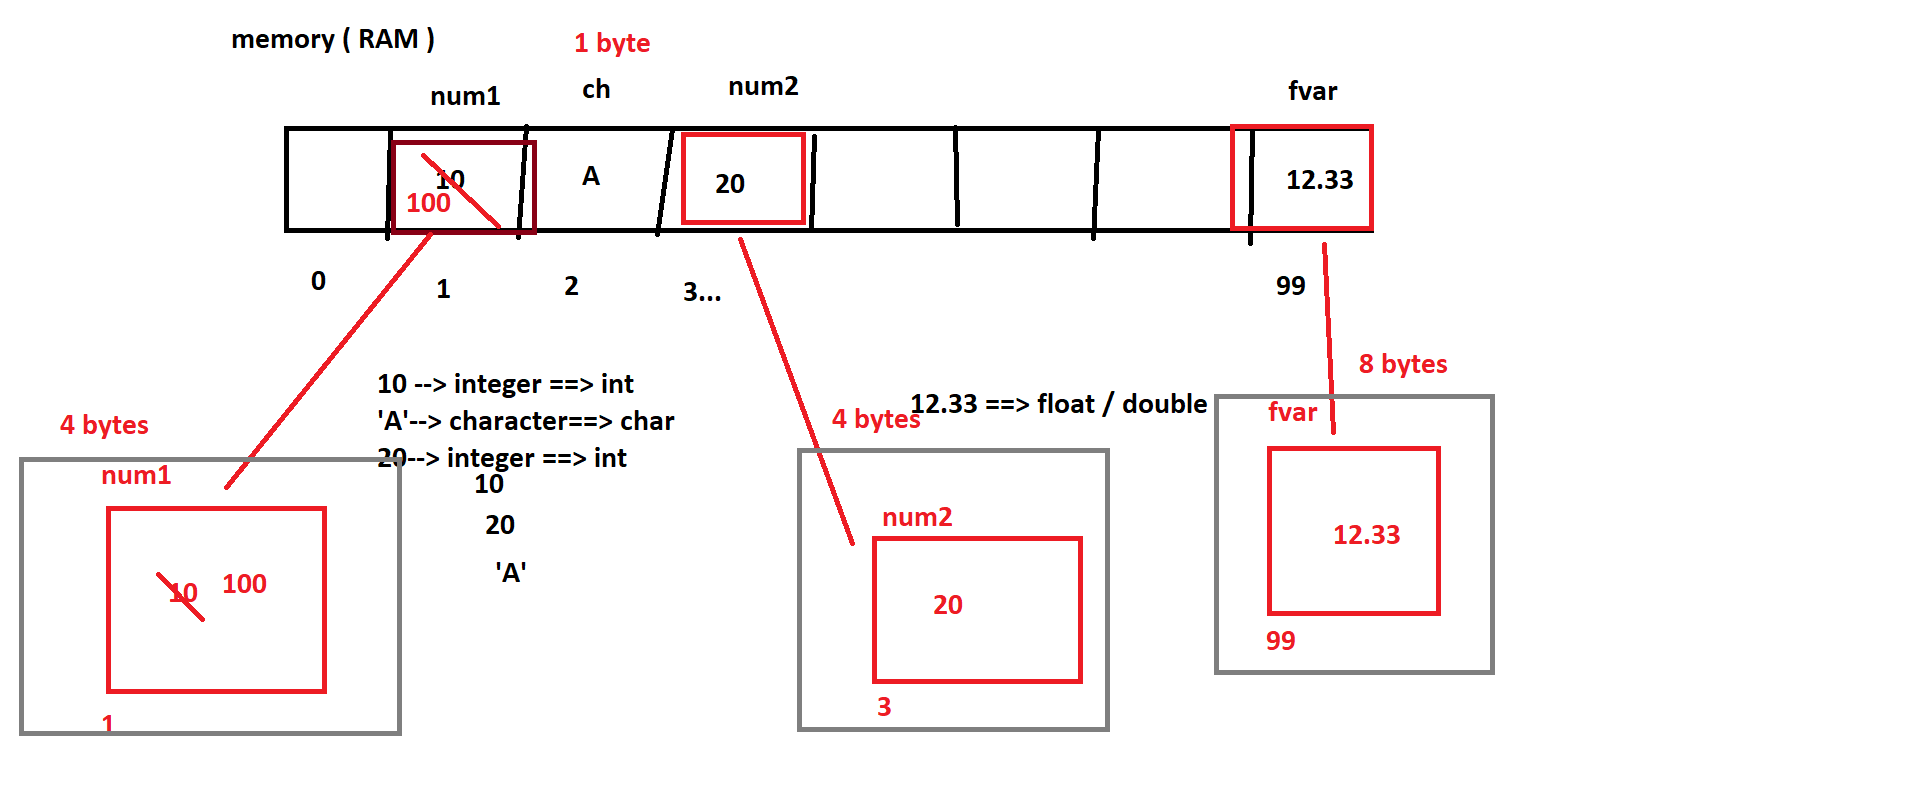 memory ( RAM )
1 byte
num1
ch
num2
fvar
10
100
A
20
12.33
0
1
2
3...
99
10 --> integer ==> int
'A'--> character==> char
20--> integer ==> int
10
20
'A'
12.33 ==> float / double
4 bytes
num1
10
100
1
4 bytes
num2
20
3
8 bytes
fvar
12.33
99